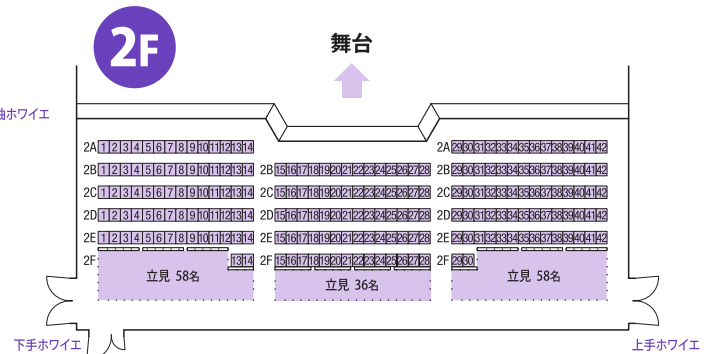 2F
舞台
袖ホワイエ
2A 1 2 3 4 5 6 7 8 9 10 11 12 13 14
2A 29 30 31 32 33 34 35 36 37 38 39 40 41 42
2B 1 2 3 4 5 6 7 8 9 10 11 12 13 14
2B 15 16 17 18 19 20 21 22 23 24 25 26 27 28
2B 29 30 31 32 33 34 35 36 37 38 39 40 41 42
2C 1 2 3 4 5 6 7 8 9 10 11 12 13 14
2C 15 16 17 18 19 20 21 22 23 24 25 26 27 28
2C 29 30 31 32 33 34 35 36 37 38 39 40 41 42
2D 1 2 3 4 5 6 7 8 9 10 11 12 13 14
2D 15 16 17 18 19 20 21 22 23 24 25 26 27 28
2D 29 30 31 32 33 34 35 36 37 38 39 40 41 42
2E 1 2 3 4 5 6 7 8 9 10 11 12 13 14
2E 15 16 17 18 19 20 21 22 23 24 25 26 27 28
2E 29 30 31 32 33 34 35 36 37 38 39 40 41 42
2F 13 14
2F 15 16 17 18 19 20 21 22 23 24 25 26 27 28
2F 29 30
立見 58名
立見 36名
立見 58名
下手ホワイエ
上手ホワイエ